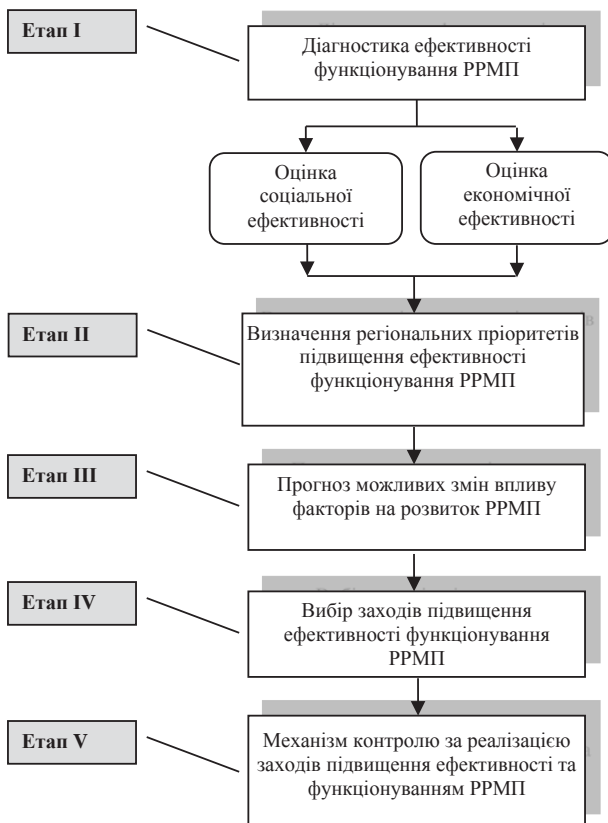 Етап I
Діагностика ефективності
функціонування РРМП
Оцінка
соціальної
ефективності
Оцінка
економічної
ефективності
Етап II
Визначення регіональних пріоритетів
підвищення ефективності
функціонування РРМП
Етап III
Прогноз можливих змін впливу
факторів на розвиток РРМП
Етап IV
Вибір заходів підвищення
ефективності функціонування
РРМП
Етап V
Механізм контролю за реалізацією
заходів підвищення ефективності та
функціонуванням РРМП